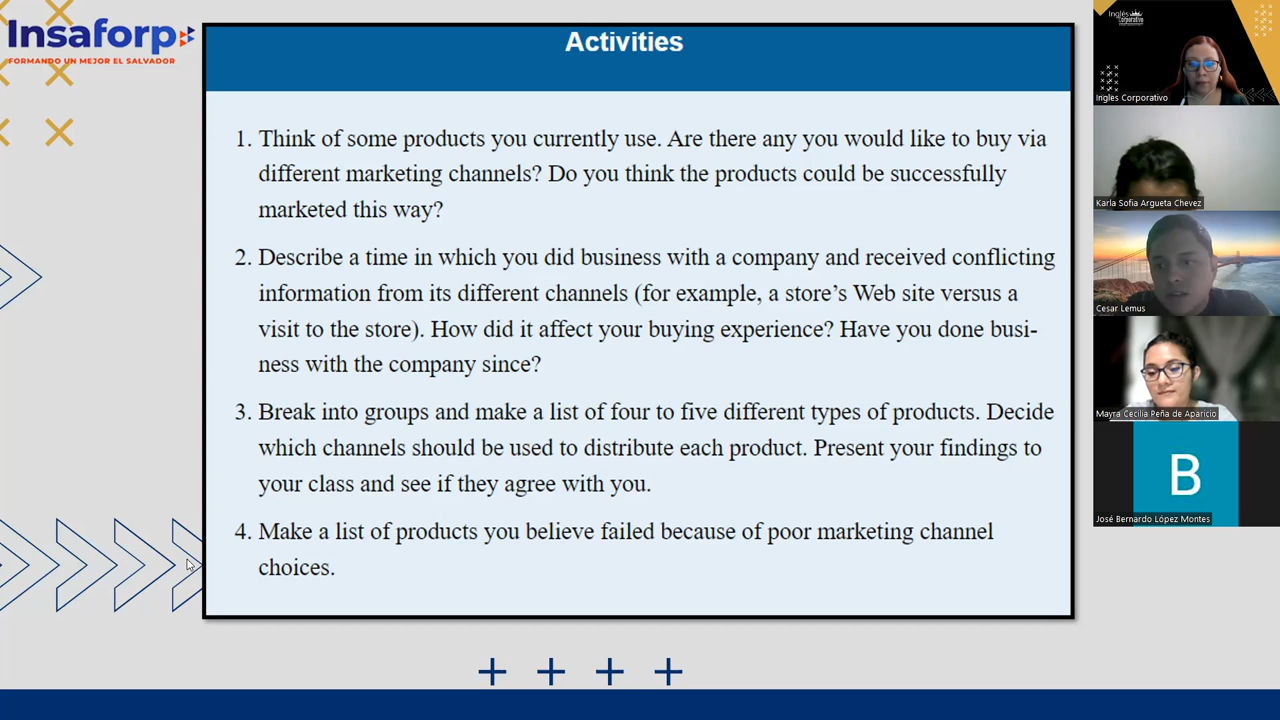 Insaforp
FORMANDO UN MEJOR EL SALVADOR
Activities
1. Think of some products you currently use. Are there any you would like to buy via
different marketing channels? Do you think the products could be successfully
marketed this way?
2. Describe a time in which you did business with a company and received conflicting
information from its different channels (for example, a store's Web site versus a
visit to the store). How did it affect your buying experience? Have you done busi-
ness with the company since?
3. Break into groups and make a list of four to five different types of products. Decide
which channels should be used to distribute each product. Present your findings to
your class and see if they agree with you.
4. Make a list of products you believe failed because of poor marketing channel
choices.
Inglés
Corporativo
Ingles Corporativo
Karla Sofia Argueta Chevez
Cesar Lemus
Mayra Cecilia Peña de Aparicio
B
José Bernardo López Montes